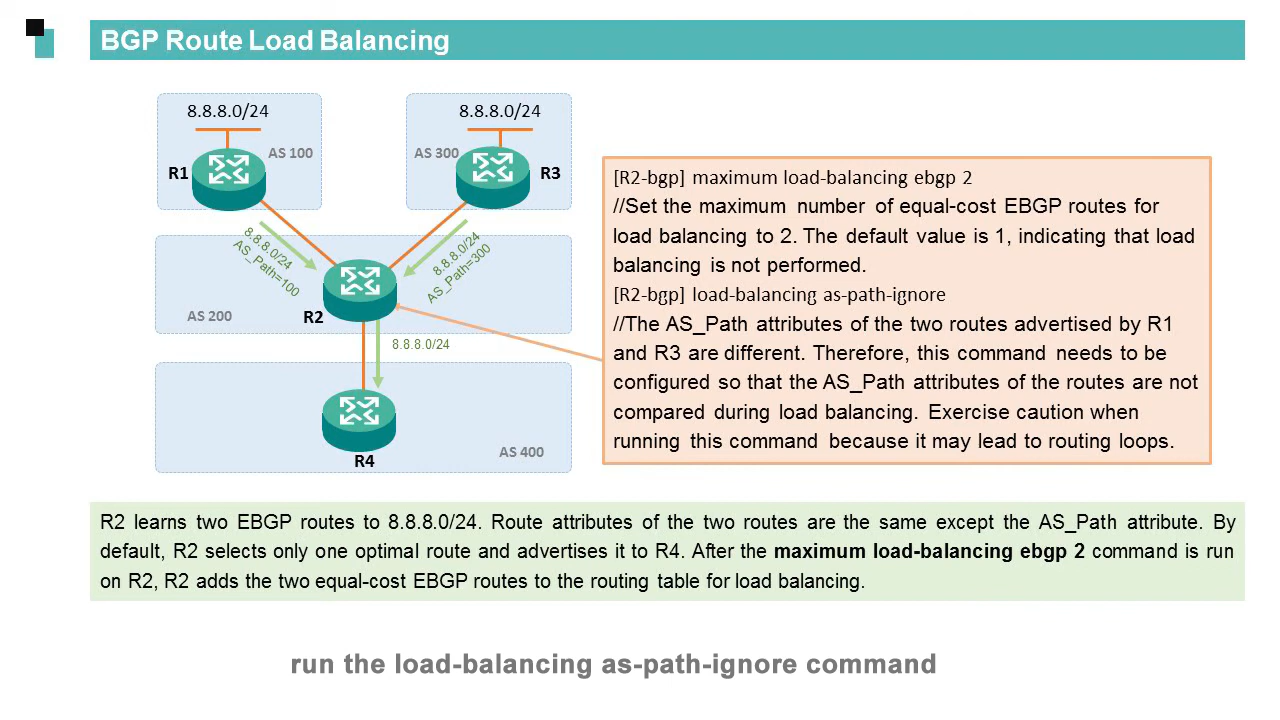 BGP Route Load Balancing
8.8.8.0/24
8.8.8.0/24
AS 100
AS 300
R1
R3
8.8.8.0/24
AS_Path=100
8.8.8.0/24
AS_Path=300
AS 200
R2
8.8.8.0/24
R4
AS 400
[R2-bgp] maximum load-balancing ebgp 2
//Set the maximum number of equal-cost EBGP routes for
load balancing to 2. The default value is 1, indicating that load
balancing is not performed.
[R2-bgp] load-balancing as-path-ignore
//The AS_Path attributes of the two routes advertised by R1
and R3 are different. Therefore, this command needs to be
configured so that the AS_Path attributes of the routes are not
compared during load balancing. Exercise caution when
running this command because it may lead to routing loops.
R2 learns two EBGP routes to 8.8.8.0/24. Route attributes of the two routes are the same except the AS_Path attribute. By
default, R2 selects only one optimal route and advertises it to R4. After the maximum load-balancing ebgp 2 command is run
on R2, R2 adds the two equal-cost EBGP routes to the routing table for load balancing.
run the load-balancing as-path-ignore command